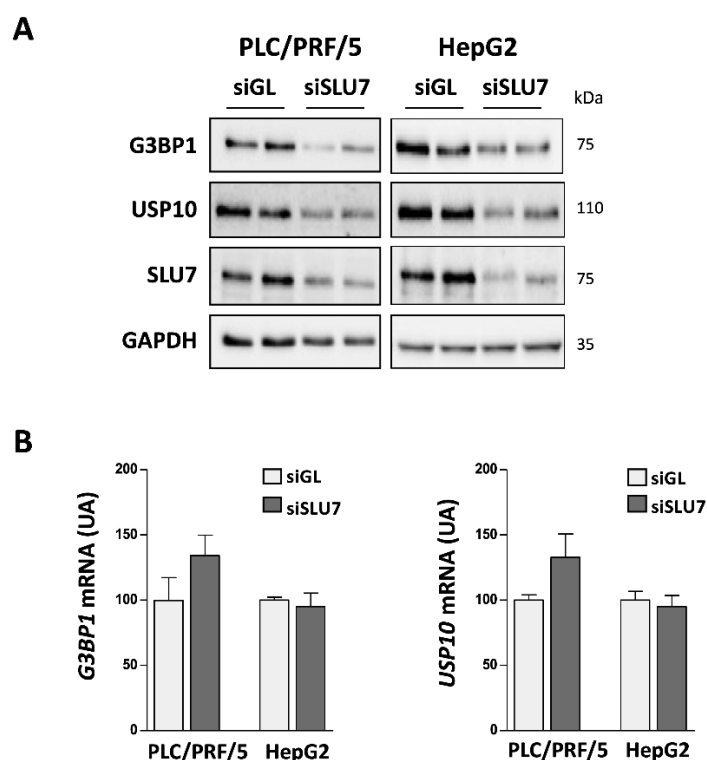 A
PLC/PRF/5 HepG2
siGL siSLU7 siGL siSLU7 kDa
G3BP1 75
USP10 110
SLU7 75
GAPDH 35
B
200
150
100
50
0
G3BP1 mRNA (UA)
siGL
siSLU7
PLC/PRF/5 HepG2
200
150
100
50
0
USP10 mRNA (UA)
siGL
siSLU7
PLC/PRF/5 HepG2